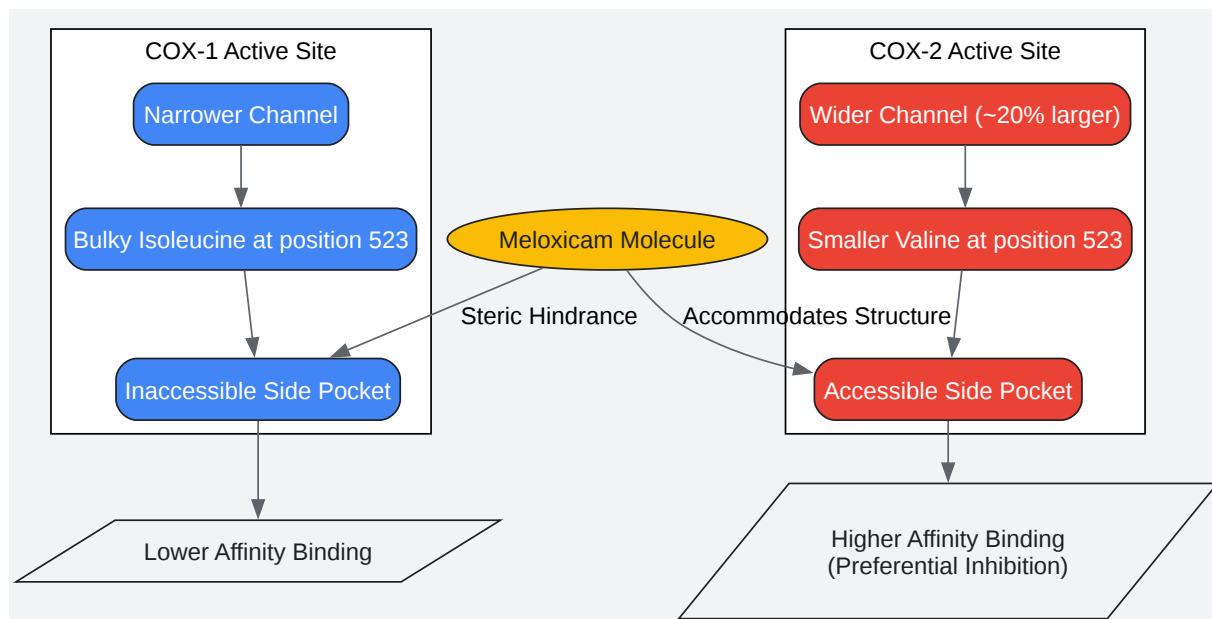 COX-1 Active Site
Narrower Channel
Bulky Isoleucine at position 523
Inaccessible Side Pocket
Lower Affinity Binding
Meloxicam Molecule
Steric Hindrance
Accommodates Structure
COX-2 Active Site
Wider Channel (~20% larger)
Smaller Valine at position 523
Accessible Side Pocket
Higher Affinity Binding
(Preferential Inhibition)